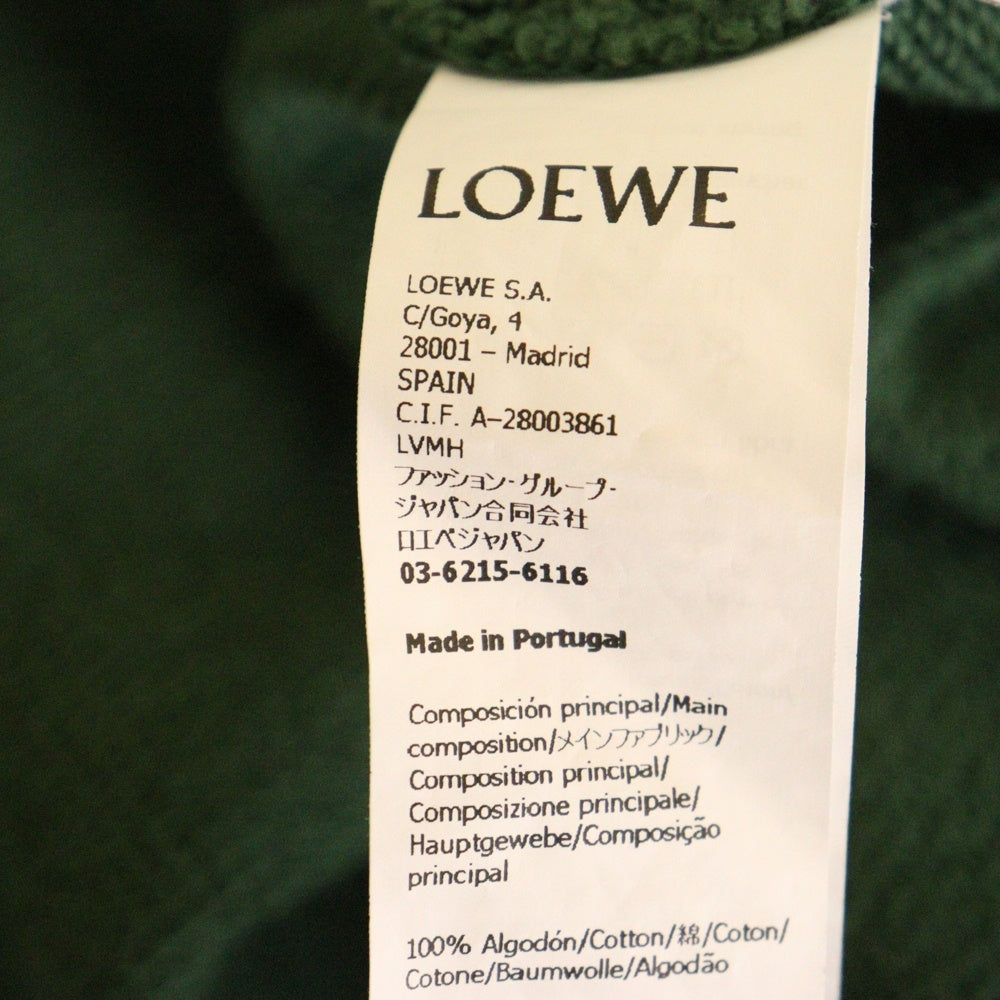 LOEWE
LOEWE S.A.
C/Goya, 4
28001 – Madrid
SPAIN
C.I.F. A–28003861
LVMH
ファッション・グループ・
ジャパン合同会社
ロエベジャパン
03-6215-6116
Made in Portugal
Composición principal/Main
composition/メインファブリック/
Composition principal/
Composizione principale/
Hauptgewebe/Composição
principal
100% Algodón/Cotton/綿/Coton/
Cotone/Baumwolle/Algodão